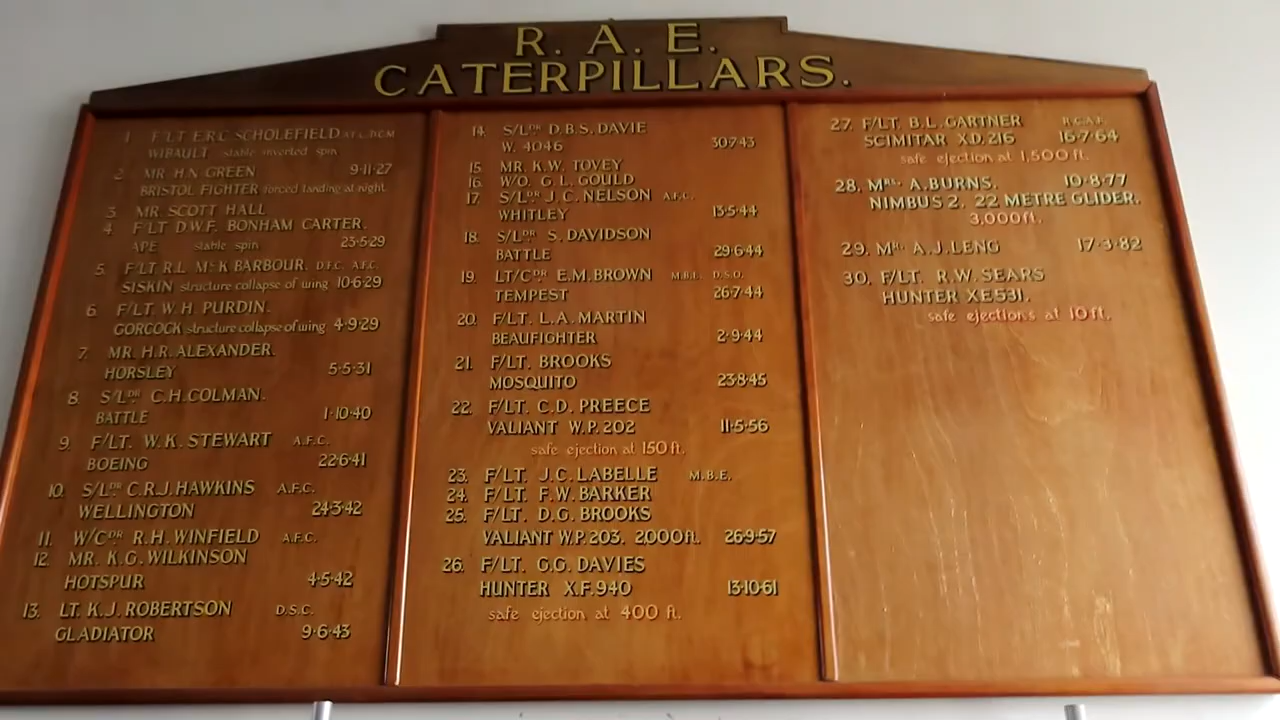 R. A. E.
CATERPILLARS.
1. F/LT E.R.C. SCHOLEFIELD A.F.C. D.C.M
WIBAULT stable inverted spin
2. MR. H.N. GREEN 9·11·27
BRISTOL FIGHTER forced landing at night.
3 MR. SCOTT HALL
4 F/LT D.W.F. BONHAM CARTER.
APE stable spin 23·5·29
5. F/LT R.L. McK BARBOUR. D.F.C. A.F.C.
SISKIN structure collapse of wing 10·6·29
6. F/LT. W.H. PURDIN.
GORCOCK structure collapse of wing 4·9·29
7. MR. H.R. ALEXANDER.
HORSLEY 5·5·31
8. S/LDR C.H. COLMAN.
BATTLE 1·10·40
9. F/LT. W.K. STEWART A.F.C.
BOEING 22·6·41
10. S/LDR C.R.J. HAWKINS A.F.C.
WELLINGTON 24·3·42
11. W/CDR R.H. WINFIELD A.F.C.
12. MR. K.G. WILKINSON
HOTSPUR 4·5·42
13. LT. K.J. ROBERTSON D.S.C.
GLADIATOR 9·6·43
14. S/LDR D.B.S. DAVIE
W. 4046 30·7·43
15 MR. K.W. TOVEY
16. W/O. G.L. GOULD
17. S/LDR J.C. NELSON A.F.C.
WHITLEY 13·5·44
18. S/LDR S. DAVIDSON
BATTLE 29·6·44
19. LT/CDR E.M. BROWN M.B.E. D.S.O.
TEMPEST 26·7·44
20. F/LT. L.A. MARTIN
BEAUFIGHTER 2·9·44
21. F/LT. BROOKS
MOSQUITO 23·8·45
22. F/LT. C.D. PREECE
VALIANT W.P. 202 11·5·56
safe ejection at 150 ft.
23. F/LT. J.C. LABELLE M.B.E.
24. F/LT. F.W. BARKER
25. F/LT. D.G. BROOKS
VALIANT W.P. 203. 2,000 ft. 26·9·57
26. F/LT. G.G. DAVIES
HUNTER X.F. 940 13·10·61
safe ejection at 400 ft.
27. F/LT. B.L. GARTNER R.C.A.F.
SCIMITAR X.D. 216 16·7·64
safe ejection at 1,500 ft.
28. MRS. A. BURNS. 10·8·77
NIMBUS 2. 22 METRE GLIDER.
3,000 ft.
29. MR. A.J. LENG 17·3·82
30. F/LT. R.W. SEARS
HUNTER XE531.
safe ejections at 10 ft.